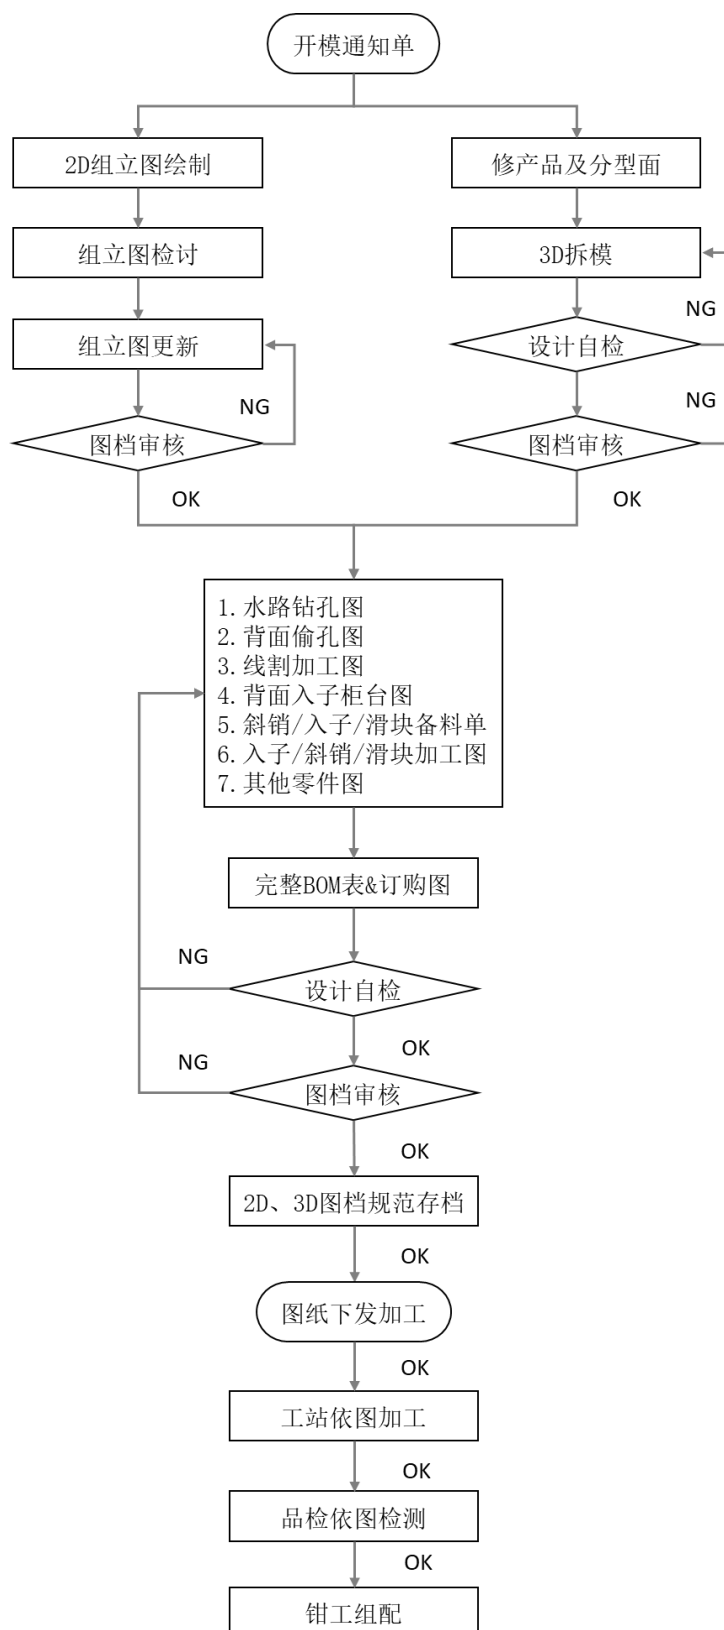 开模通知单
2D组立图绘制
修产品及分型面
组立图检讨
3D拆模
NG
组立图更新
设计自检
NG
NG
图档审核
图档审核
OK
OK
1. 水路钻孔图
2. 背面偷孔图
3. 线割加工图
4. 背面入子柜台图
5. 斜销/入子/滑块备料单
6. 入子/斜销/滑块加工图
7. 其他零件图
完整BOM表&订购图
NG
设计自检
OK
NG
图档审核
OK
2D、3D图档规范存档
OK
图纸下发加工
OK
工站依图加工
OK
品检依图检测
OK
钳工组配